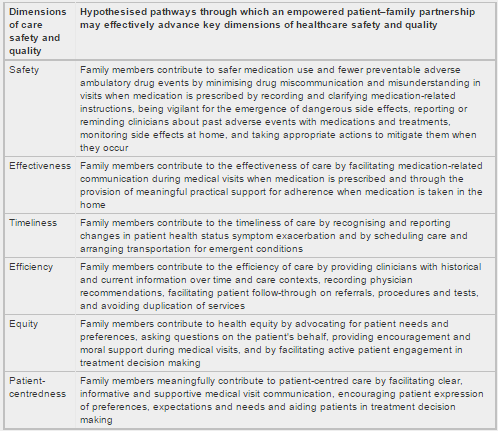 Dimensions of care safety and quality
Hypothesised pathways through which an empowered patient–family partnership
may effectively advance key dimensions of healthcare safety and quality
Safety
Family members contribute to safer medication use and fewer preventable adverse
ambulatory drug events by minimising drug miscommunication and misunderstanding in
visits when medication is prescribed by recording and clarifying medication-related
instructions, being vigilant for the emergence of dangerous side effects, reporting or
reminding clinicians about past adverse events with medications and treatments,
monitoring side effects at home, and taking appropriate actions to mitigate them when
they occur
Effectiveness
Family members contribute to the effectiveness of care by facilitating medication-related
communication during medical visits when medication is prescribed and through the
provision of meaningful practical support for adherence when medication is taken in the
home
Timeliness
Family members contribute to the timeliness of care by recognising and reporting
changes in patient health status symptom exacerbation and by scheduling care and
arranging transportation for emergent conditions
Efficiency
Family members contribute to the efficiency of care by providing clinicians with historical
and current information over time and care contexts, recording physician
recommendations, facilitating patient follow-through on referrals, procedures and tests,
and avoiding duplication of services
Equity
Family members contribute to health equity by advocating for patient needs and
preferences, asking questions on the patient's behalf, providing encouragement and
moral support during medical visits, and by facilitating active patient engagement in
treatment decision making
Patient-
centredness
Family members meaningfully contribute to patient-centred care by facilitating clear,
informative and supportive medical visit communication, encouraging patient expression
of preferences, expectations and needs and aiding patients in treatment decision
making